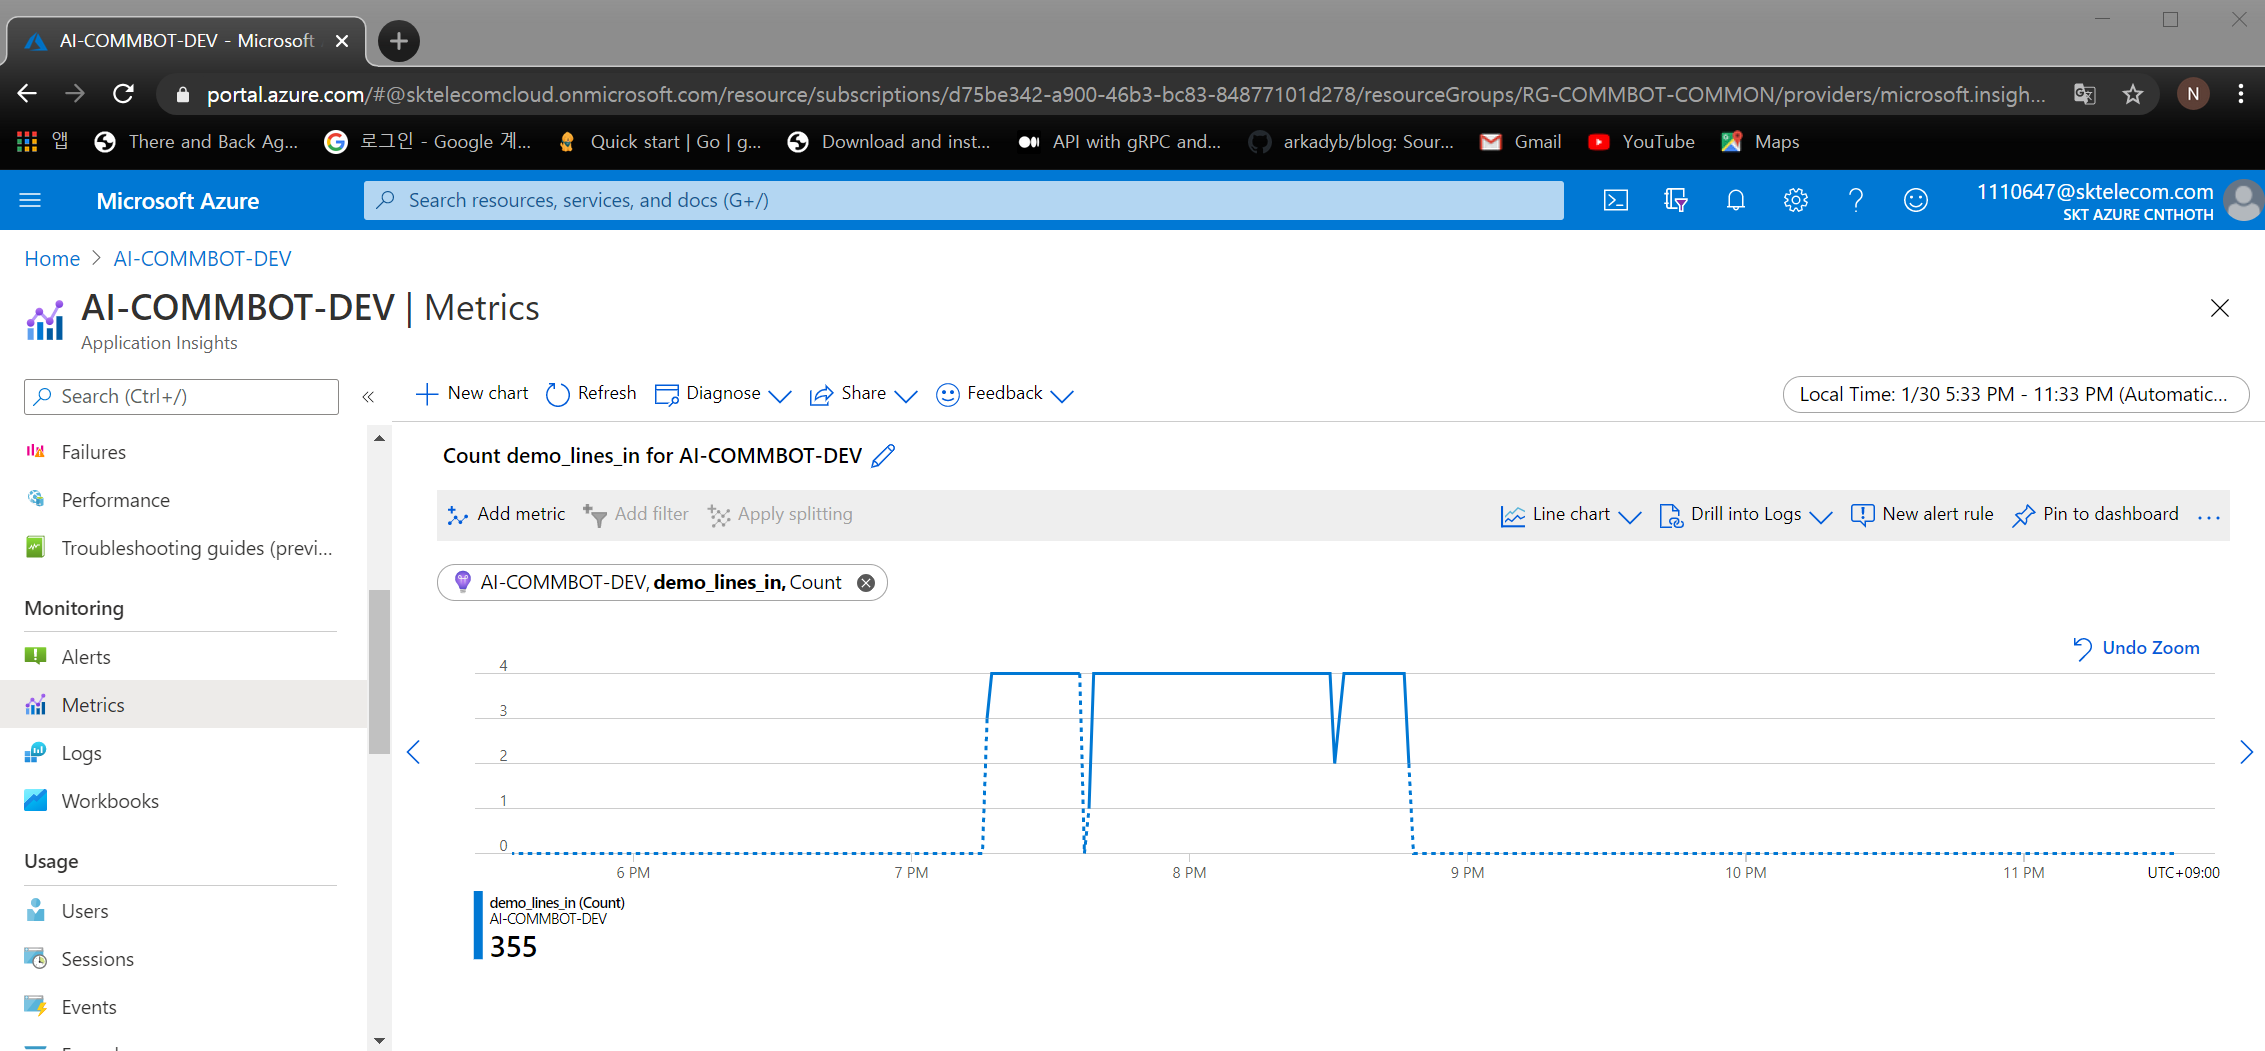 AI-COMMBOT-DEV - Microsoft
portal.azure.com/#@sktelecomcloud.onmicrosoft.com/resource/subscriptions/d75be342-a900-46b3-bc83-84877101d278/resourceGroups/RG-COMMBOT-COMMON/providers/microsoft.insigh...
N
앱 There and Back Ag... 로그인 - Google 계... Quick start | Go | g... Download and inst... API with gRPC and... arkadyb/blog: Sour... Gmail YouTube Maps
Microsoft Azure
Search resources, services, and docs (G+/)
1110647@sktelecom.com
SKT AZURE CNTHOTH
Home > AI-COMMBOT-DEV
AI-COMMBOT-DEV | Metrics
Application Insights
Search (Ctrl+/)
«
New chart Refresh Diagnose Share Feedback
Local Time: 1/30 5:33 PM - 11:33 PM (Automatic...
Failures
Performance
Troubleshooting guides (previ...
Monitoring
Alerts
Metrics
Logs
Workbooks
Usage
Users
Sessions
Events
Count demo_lines_in for AI-COMMBOT-DEV
Add metric Add filter Apply splitting
Line chart Drill into Logs New alert rule Pin to dashboard ...
AI-COMMBOT-DEV, demo_lines_in, Count
Undo Zoom
4
3
2
1
0
6 PM 7 PM 8 PM 9 PM 10 PM 11 PM UTC+09:00
demo_lines_in (Count)
AI-COMMBOT-DEV
355